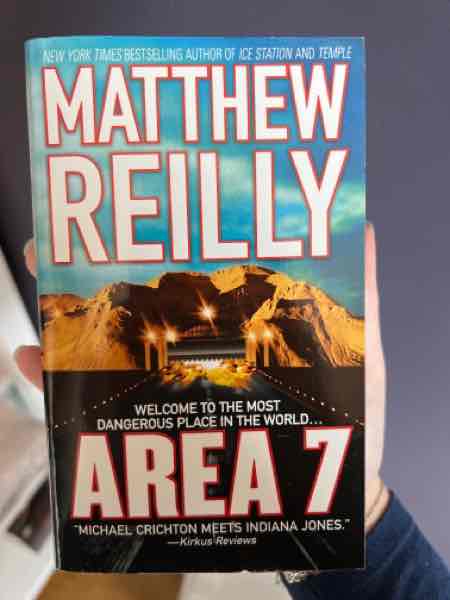 NEW YORK TIMES BESTSELLING AUTHOR OF ICE STATION AND TEMPLE
MATTHEW
REILLY
WELCOME TO THE MOST
DANGEROUS PLACE IN THE WORLD...
AREA 7
"MICHAEL CRICHTON MEETS INDIANA JONES."
—Kirkus Reviews